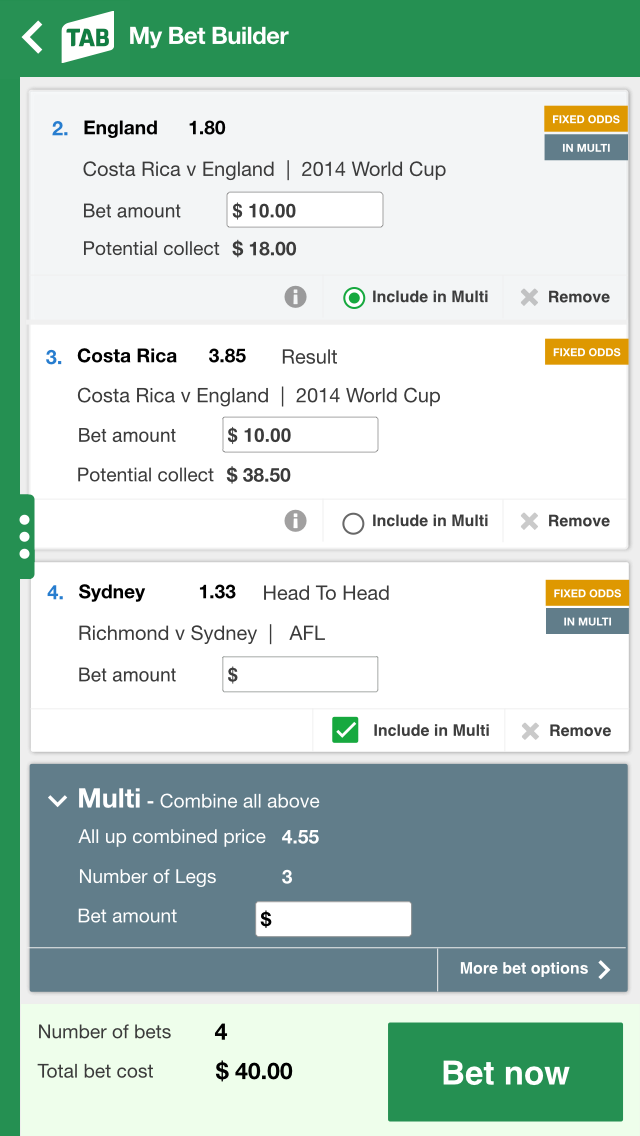 TAB My Bet Builder
2. England 1.80 FIXED ODDS
IN MULTI
Costa Rica v England | 2014 World Cup
Bet amount $ 10.00
Potential collect $ 18.00
i Include in Multi Remove
3. Costa Rica 3.85 Result FIXED ODDS
Costa Rica v England | 2014 World Cup
Bet amount $ 10.00
Potential collect $ 38.50
i Include in Multi Remove
4. Sydney 1.33 Head To Head FIXED ODDS
IN MULTI
Richmond v Sydney | AFL
Bet amount $
Include in Multi Remove
Multi - Combine all above
All up combined price 4.55
Number of Legs 3
Bet amount $
More bet options
Number of bets 4
Total bet cost $ 40.00
Bet now